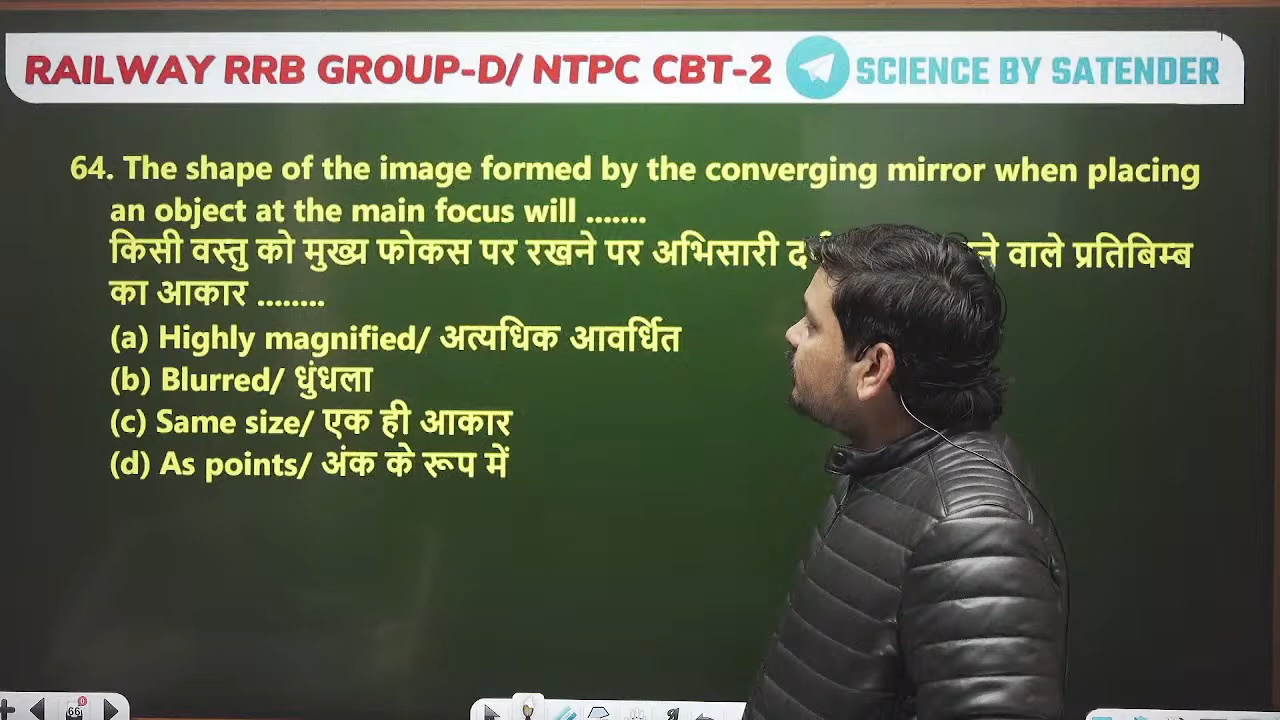 RAILWAY RRB GROUP-D/ NTPC CBT-2 SCIENCE BY SATENDER
64. The shape of the image formed by the converging mirror when placing
an object at the main focus will .......
किसी वस्तु को मुख्य फोकस पर रखने पर अभिसारी वाले प्रतिबिम्ब
का आकार ........
(a) Highly magnified/ अत्यधिक आवर्धित
(b) Blurred/ धुंधला
(c) Same size/ एक ही आकार
(d) As points/ अंक के रूप में
66